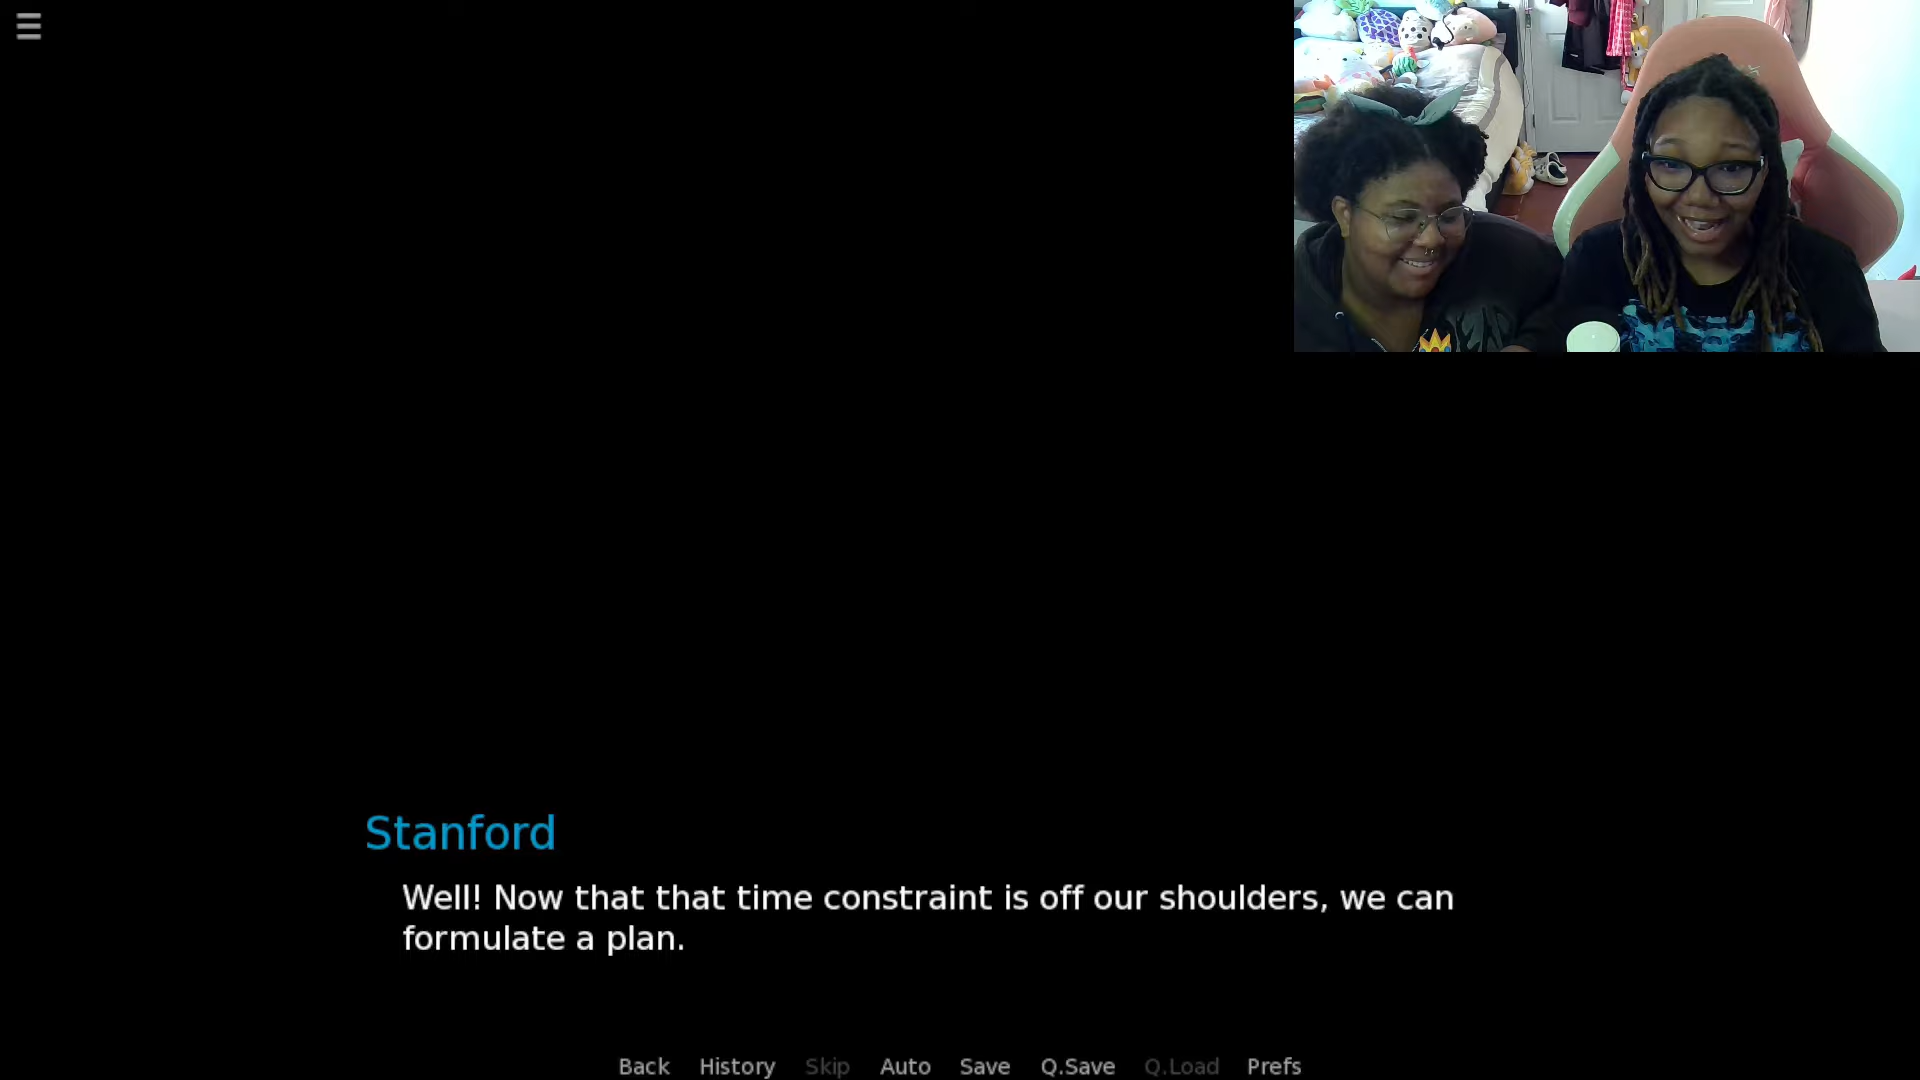 Stanford
Well! Now that that time constraint is off our shoulders, we can
formulate a plan.
Back History Skip Auto Save Q.Save Q.Load Prefs